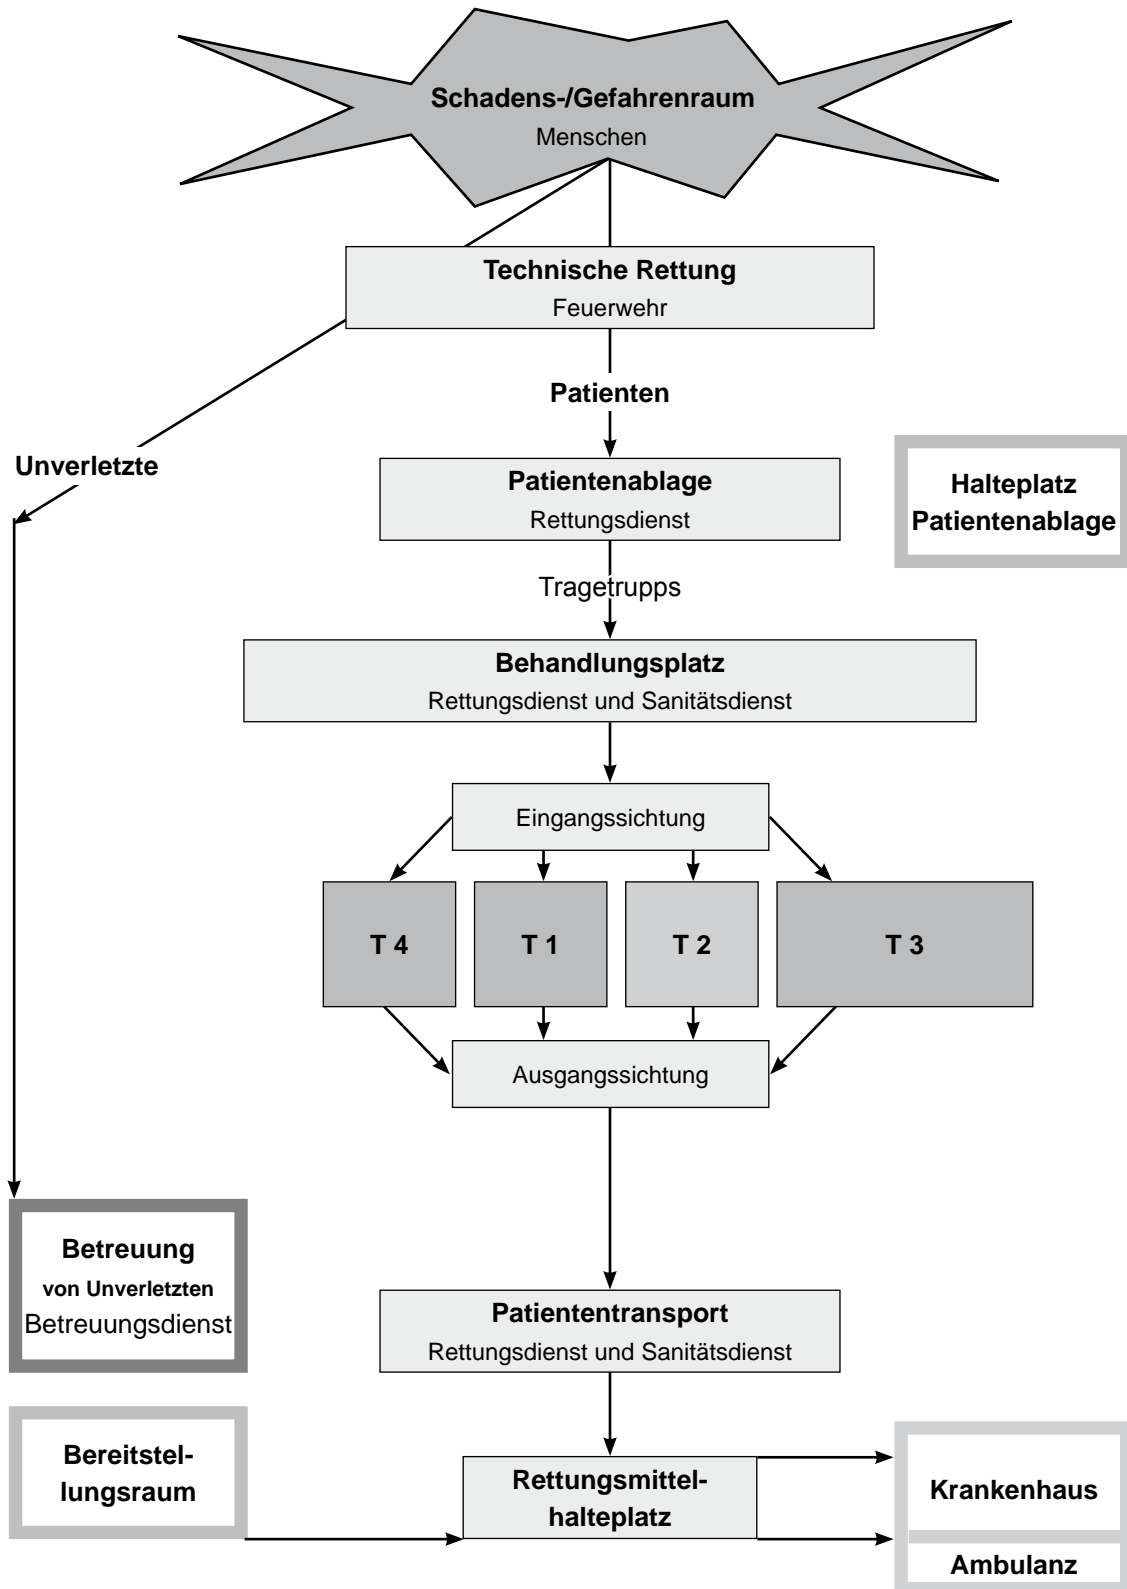 Schadens-/Gefahrenraum
Menschen
Technische Rettung
Feuerwehr
Patienten
Unverletzte
Patientenablage
Rettungsdienst
Halteplatz
Patientenablage
Tragetrupps
Behandlungsplatz
Rettungsdienst und Sanitätsdienst
Eingangssichtung
T 4
T 1
T 2
T 3
Ausgangssichtung
Betreuung
von Unverletzten
Betreuungsdienst
Patiententransport
Rettungsdienst und Sanitätsdienst
Bereitstel-
lungsraum
Rettungsmittel-
halteplatz
Krankenhaus
Ambulanz